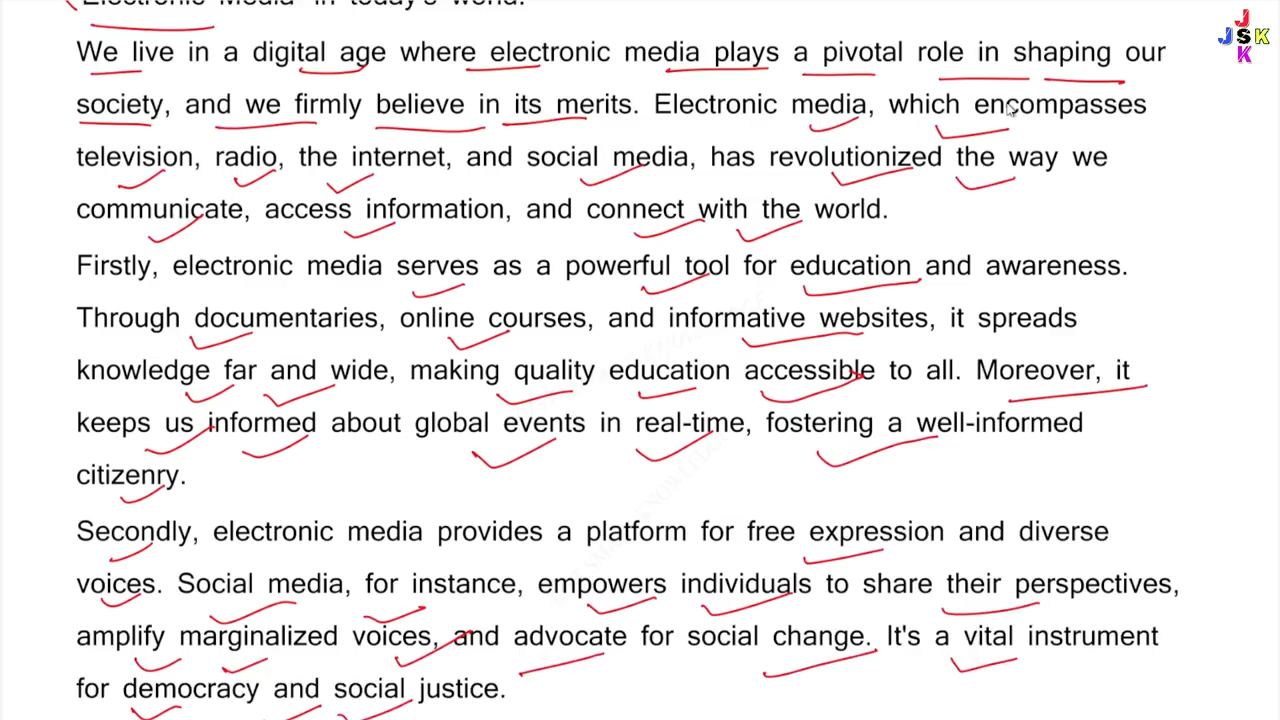 Electronic Media in today's world.
We live in a digital age where electronic media plays a pivotal role in shaping our
society, and we firmly believe in its merits. Electronic media, which encompasses
television, radio, the internet, and social media, has revolutionized the way we
communicate, access information, and connect with the world.
Firstly, electronic media serves as a powerful tool for education and awareness.
Through documentaries, online courses, and informative websites, it spreads
knowledge far and wide, making quality education accessible to all. Moreover, it
keeps us informed about global events in real-time, fostering a well-informed
citizenry.
Secondly, electronic media provides a platform for free expression and diverse
voices. Social media, for instance, empowers individuals to share their perspectives,
amplify marginalized voices, and advocate for social change. It's a vital instrument
for democracy and social justice.
J
JSK
K